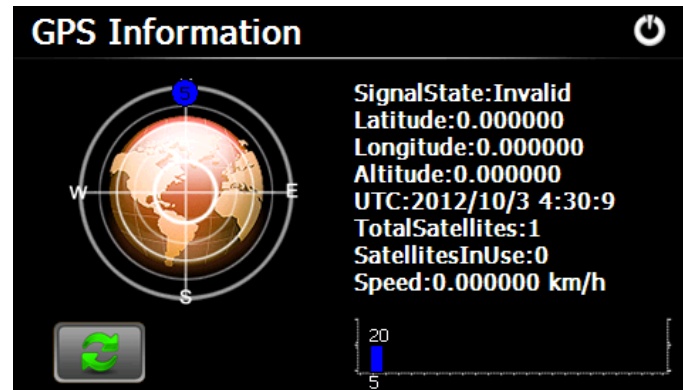 GPS Information
5
W
E
S
SignalState:Invalid
Latitude:0.000000
Longitude:0.000000
Altitude:0.000000
UTC:2012/10/3 4:30:9
TotalSatellites:1
SatellitesInUse:0
Speed:0.000000 km/h
20
5